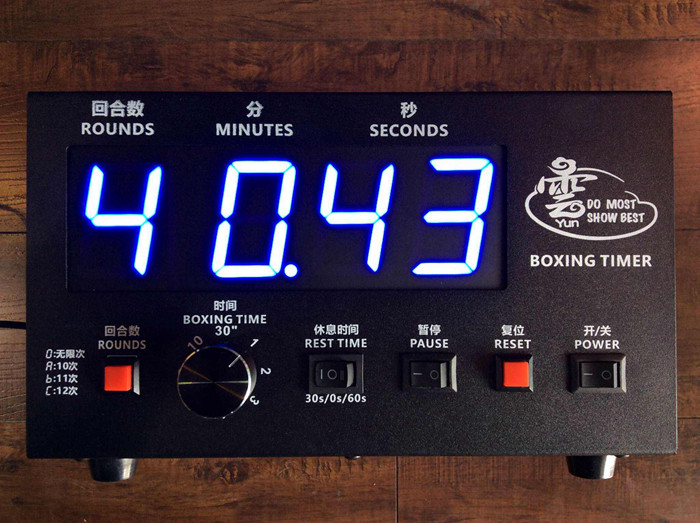 回合数 分 秒
ROUNDS MINUTES SECONDS
4 0.43
雲
Yun
DO MOST
SHOW BEST
BOXING TIMER
时间
BOXING TIME
30"
10 1 2 3
回合数
ROUNDS
0:无限次
A:10次
b:11次
C:12次
休息时间
REST TIME
30s/0s/60s
暂停
PAUSE
复位
RESET
开/关
POWER